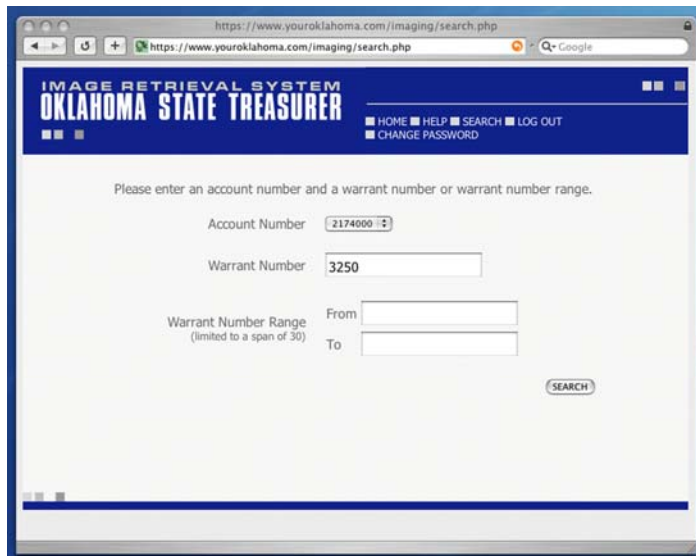 https://www.youroklahoma.com/imaging/search.php
https://www.youroklahoma.com/imaging/search.php
Q Google
IMAGE RETRIEVAL SYSTEM
OKLAHOMA STATE TREASURER
HOME HELP SEARCH LOG OUT
CHANGE PASSWORD
Please enter an account number and a warrant number or warrant number range.
Account Number 2174000
Warrant Number 3250
Warrant Number Range
(limited to a span of 30)
From
To
SEARCH